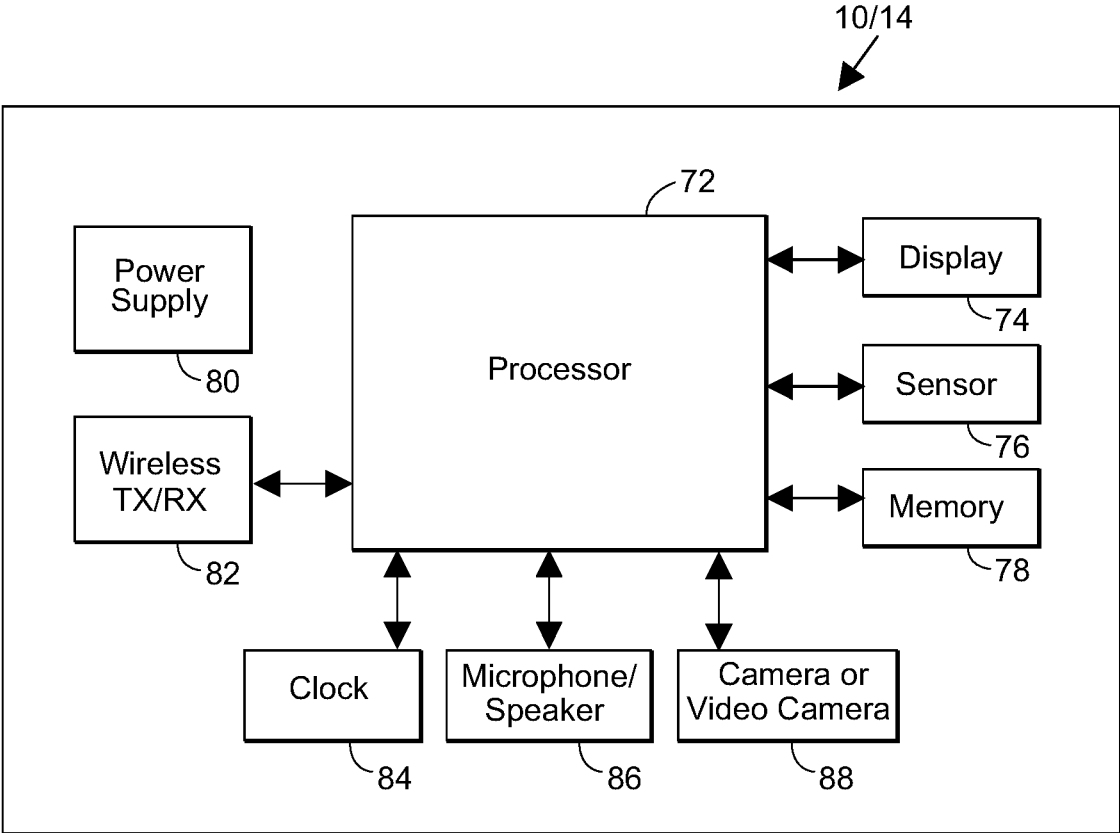 10/14
72
Power
Supply
80
Processor
Display
74
Sensor
76
Wireless
TX/RX
82
Memory
78
Clock
84
Microphone/
Speaker
86
Camera or
Video Camera
88